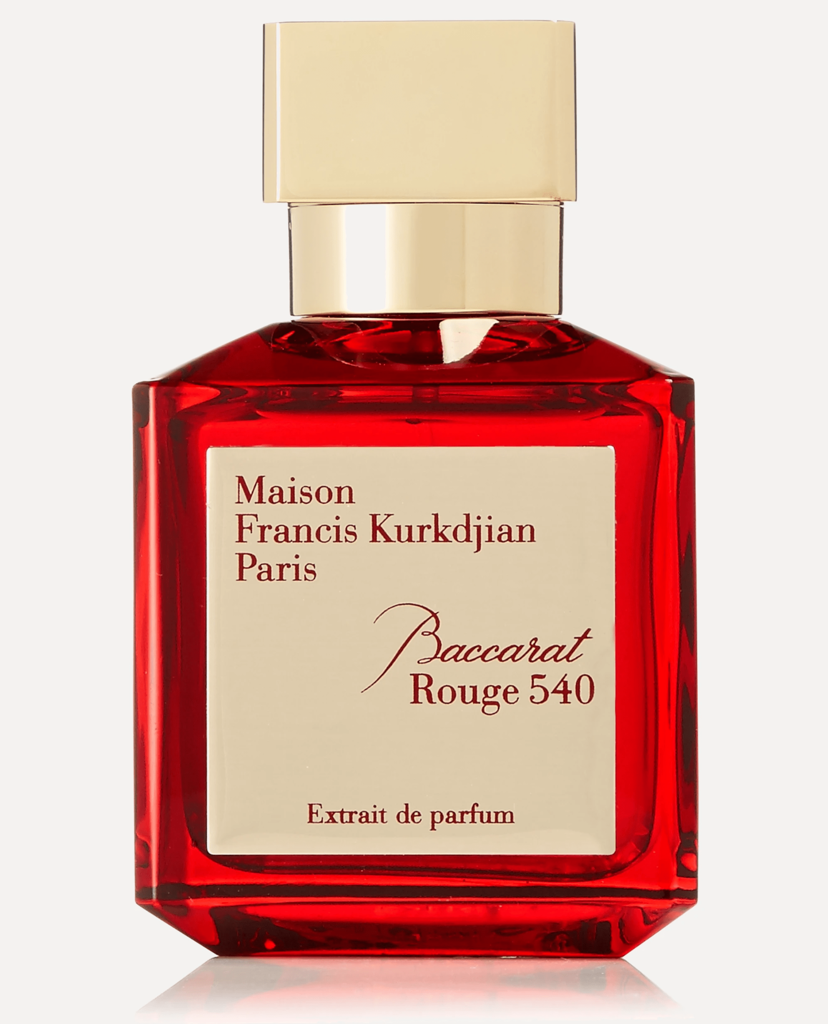 Maison
Francis Kurkdjian
Paris
Baccarat
Rouge 540
Extrait de parfum